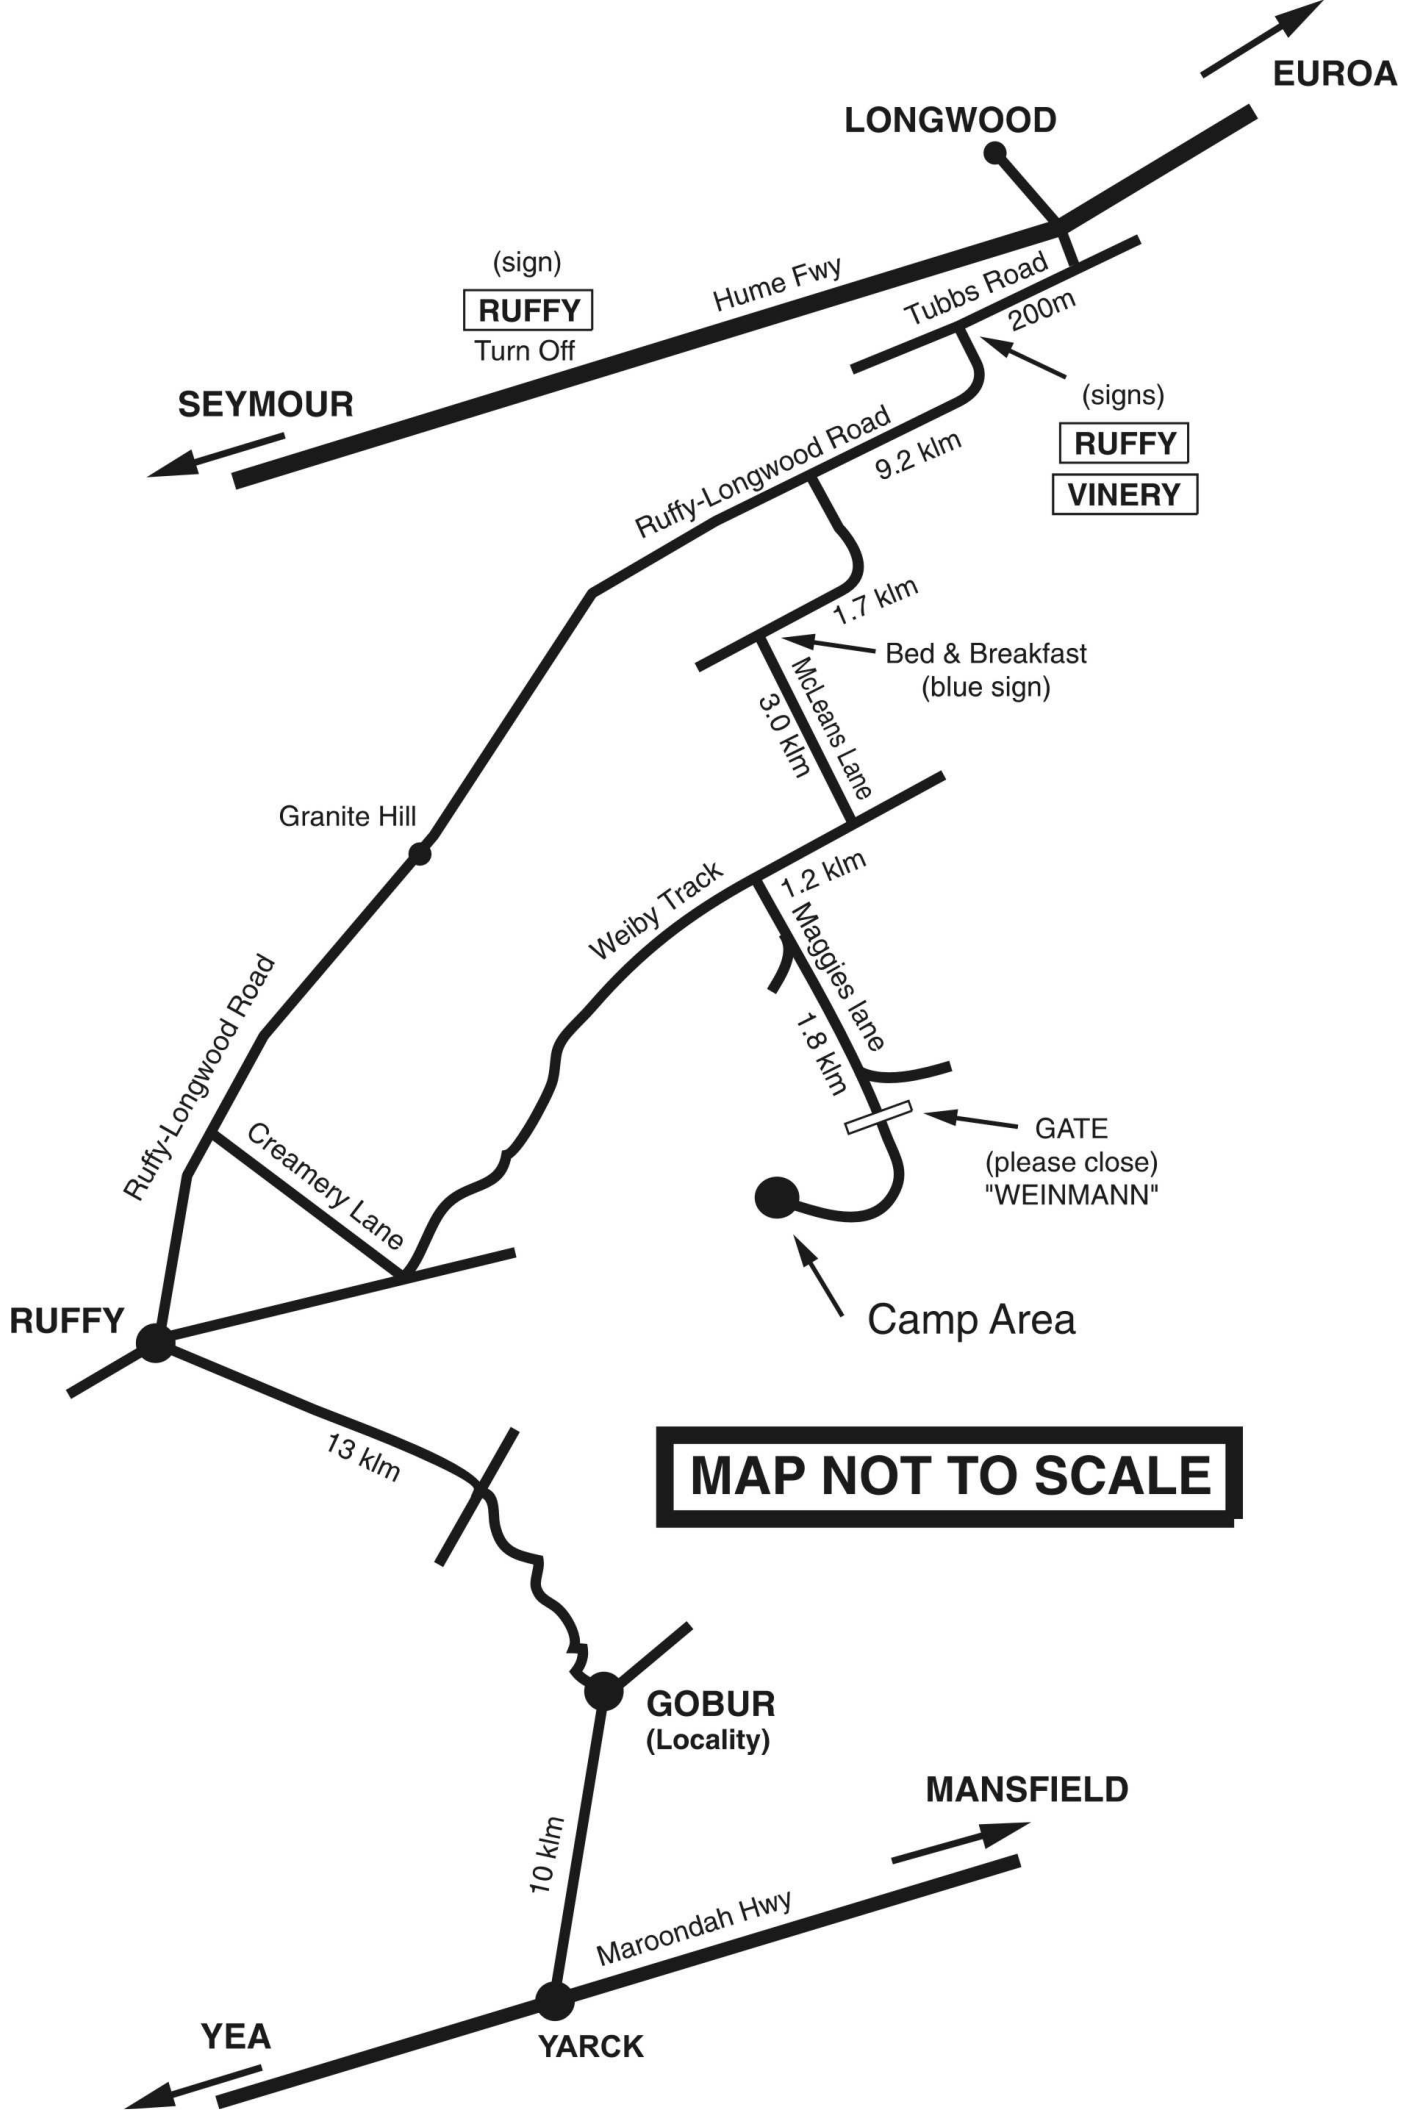 EUROA
LONGWOOD
(sign)
RUFFY
Turn Off
Hume Fwy
Tubbs Road
200m
SEYMOUR
(signs)
RUFFY
VINERY
Ruffy-Longwood Road
9.2 klm
1.7 klm
Bed & Breakfast
(blue sign)
McLeans Lane
3.0 klm
Granite Hill
1.2 klm
Weiby Track
Maggies lane
1.8 klm
Ruffy-Longwood Road
Creamery Lane
GATE
(please close)
"WEINMANN"
Camp Area
RUFFY
13 klm
MAP NOT TO SCALE
GOBUR
(Locality)
MANSFIELD
10 klm
Maroondah Hwy
YEA
YARCK